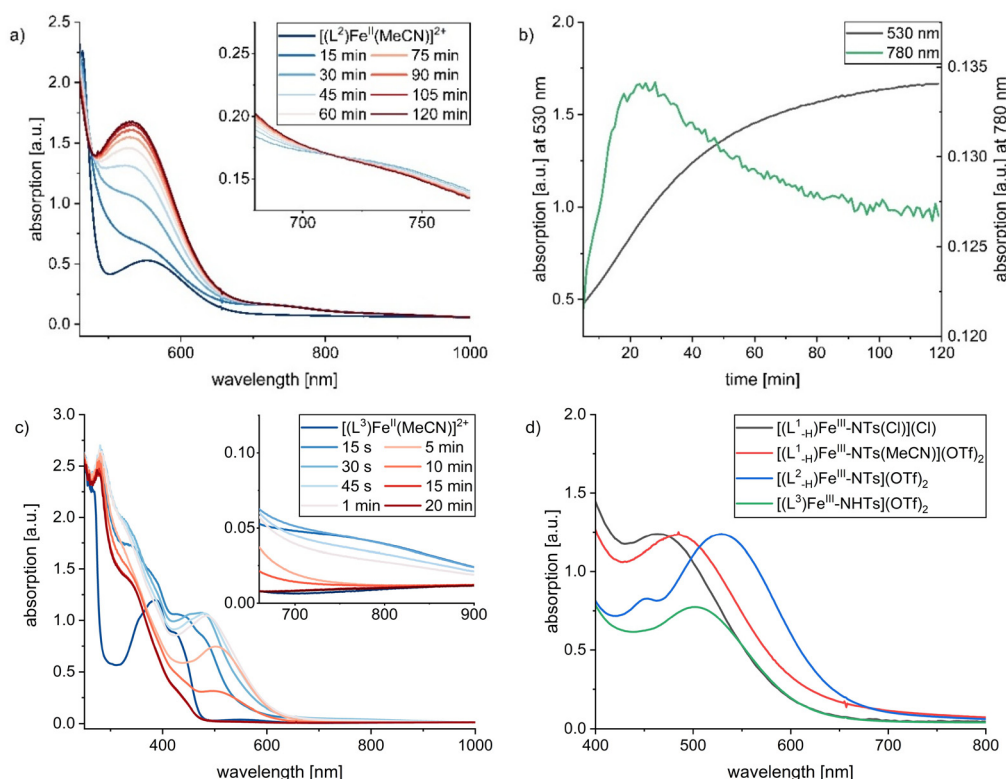 a)
2.5
2.0
1.5
1.0
0.5
0.0
absorption [a.u.]
600
800
1000
wavelength [nm]
0.25
0.20
0.15
700
750
[(L²)Feᴵᴵ(MeCN)]²⁺
15 min
75 min
30 min
90 min
45 min
105 min
60 min
120 min
b)
530 nm
780 nm
2.0
1.5
1.0
0.5
absorption [a.u.] at 530 nm
0.135
0.130
0.125
0.120
absorption [a.u.] at 780 nm
20
40
60
80
100
120
time [min]
c)
3.0
2.5
2.0
1.5
1.0
0.5
0.0
absorption [a.u.]
400
600
800
1000
wavelength [nm]
0.10
0.05
0.00
700
800
900
[(L³)Feᴵᴵ(MeCN)]²⁺
15 s
5 min
30 s
10 min
45 s
15 min
1 min
20 min
d)
2.0
1.5
1.0
0.5
0.0
absorption [a.u.]
400
500
600
700
800
wavelength [nm]
[(L¹₋H)Feᴵᴵᴵ-NTs(Cl)](Cl)
[(L¹₋H)Feᴵᴵᴵ-NTs(MeCN)](OTf)₂
[(L²₋H)Feᴵᴵᴵ-NTs](OTf)₂
[(L³)Feᴵᴵᴵ-NHTs](OTf)₂